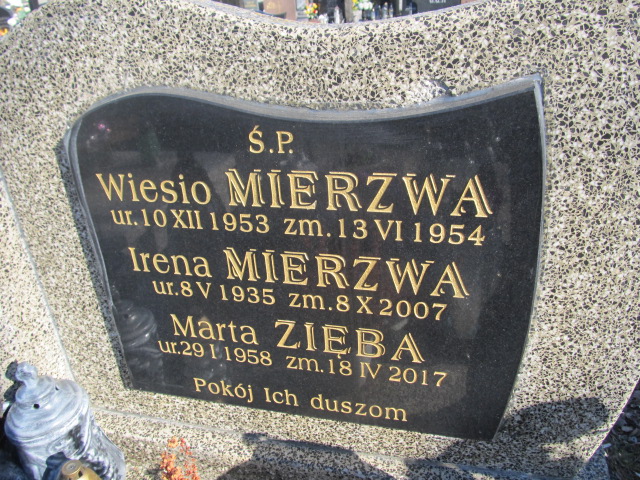 Ś.P.
Wiesio MIERZWA
ur.10 XII 1953 zm.13 VI 1954
Irena MIERZWA
ur.8 V 1935 zm.8 X 2007
Marta ZIĘBA
ur.29 I 1958 zm.18 IV 2017
Pokój Ich duszom